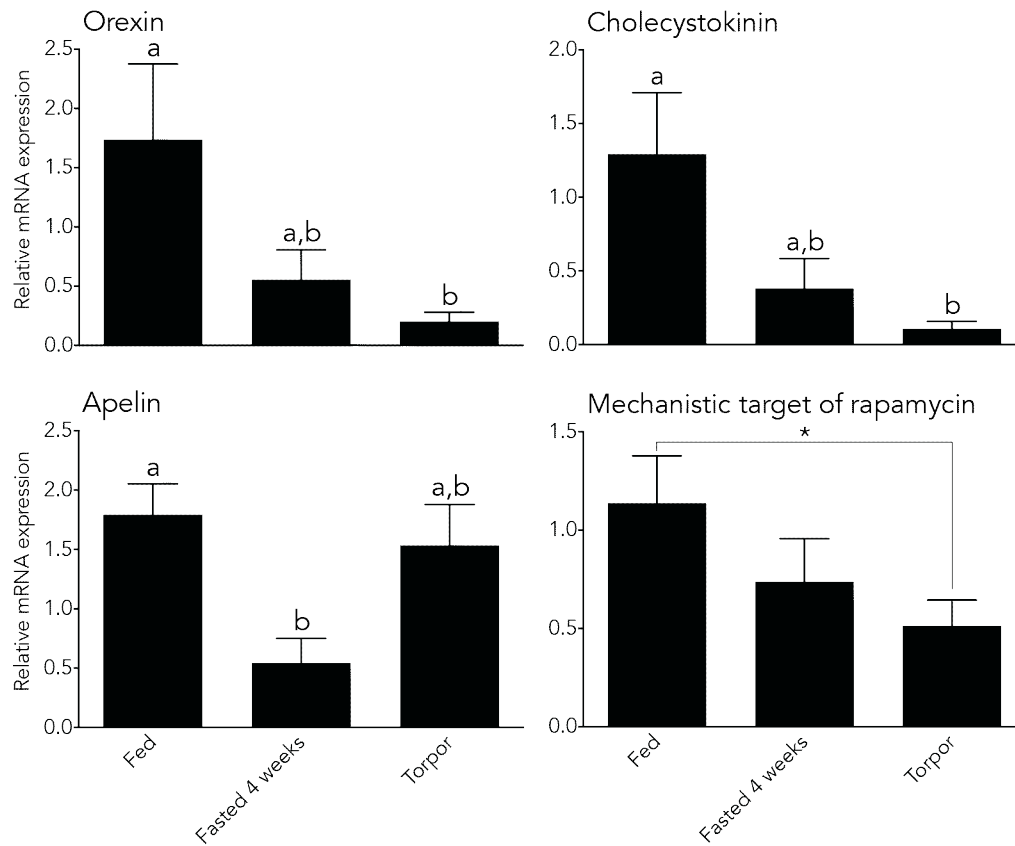 Orexin
Relative mRNA expression
2.5
2.0
1.5
1.0
0.5
0.0
a
a,b
b
Cholecystokinin
2.0
1.5
1.0
0.5
0.0
a
a,b
b
Apelin
Relative mRNA expression
2.5
2.0
1.5
1.0
0.5
0.0
a
b
a,b
Fed
Fasted 4 weeks
Torpor
Mechanistic target of rapamycin
1.5
1.0
0.5
0.0
*
Fed
Fasted 4 weeks
Torpor